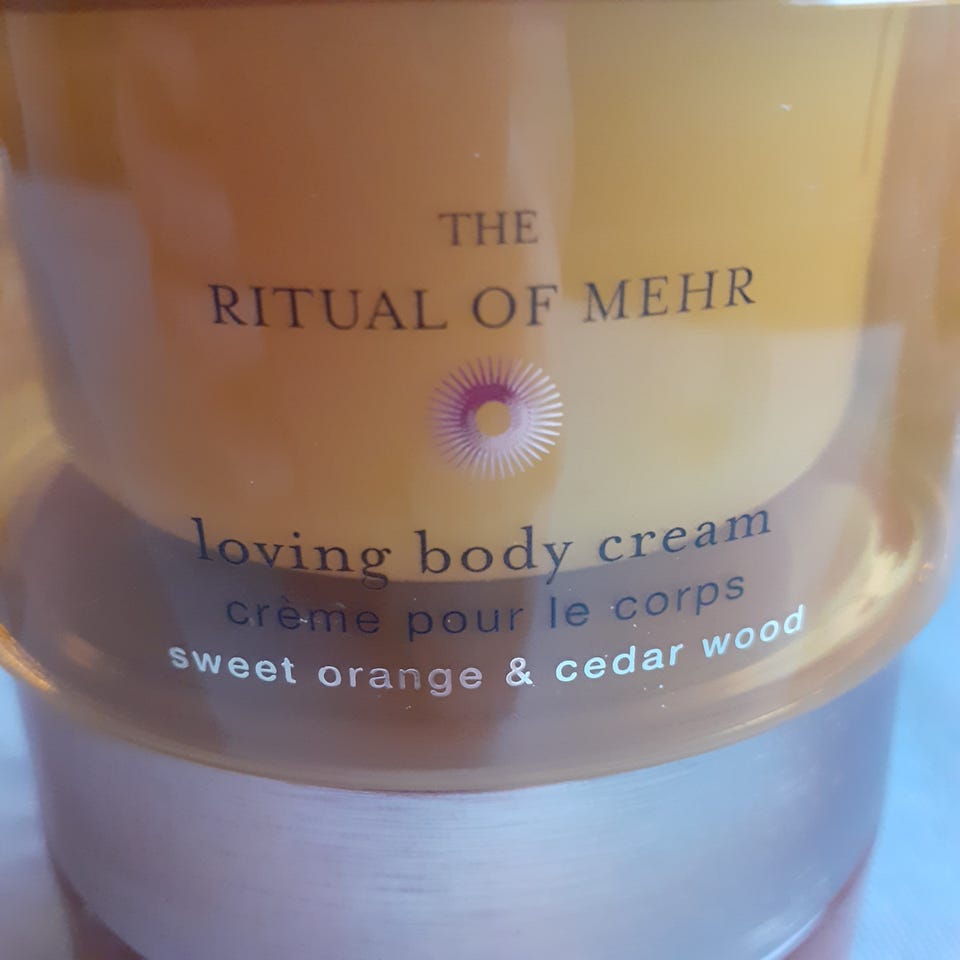 THE
RITUAL OF MEHR
loving body cream
crème pour le corps
sweet orange & cedar wood